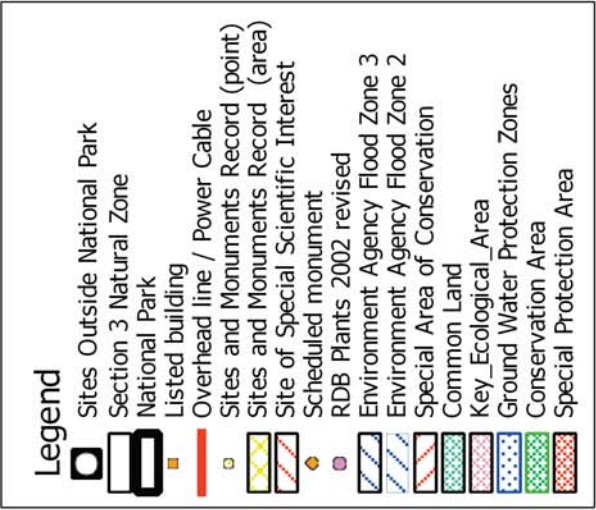 Legend
Sites Outside National Park
Section 3 Natural Zone
National Park
Listed building
Overhead line / Power Cable
Sites and Monuments Record (point)
Sites and Monuments Record (area)
Site of Special Scientific Interest
Scheduled monument
RDB Plants 2002 revised
Environment Agency Flood Zone 3
Environment Agency Flood Zone 2
Special Area of Conservation
Common Land
Key_Ecological_Area
Ground Water Protection Zones
Conservation Area
Special Protection Area